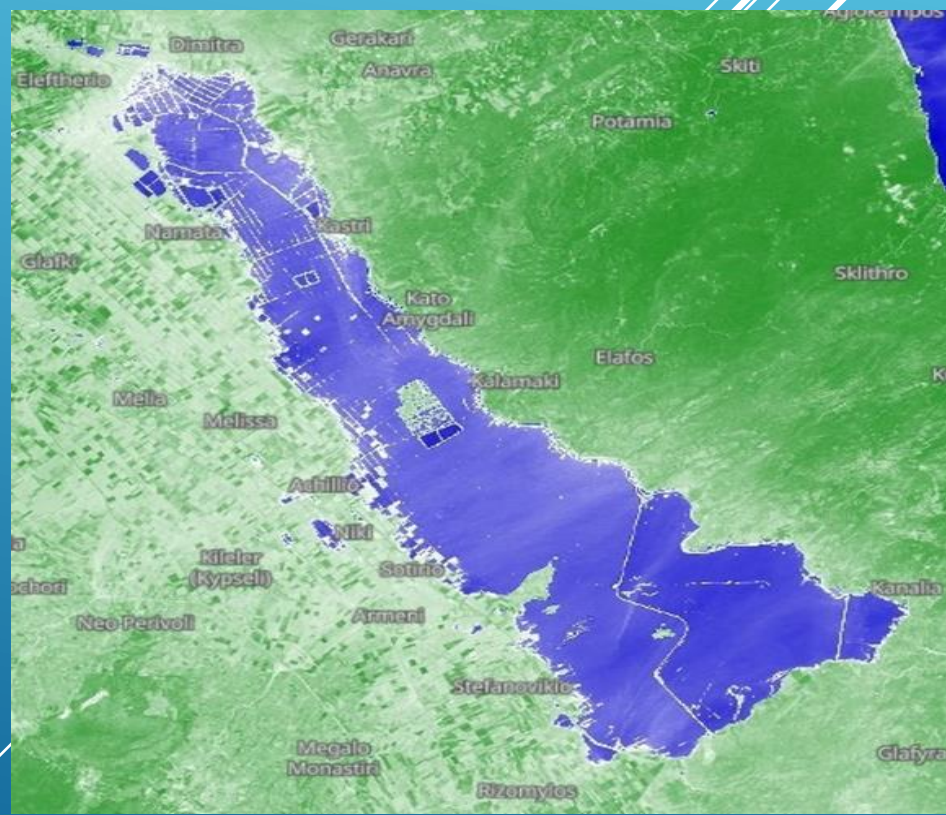 Agiokampos
Dimitra
Gerakari
Skiti
Eleftherio
Anavra
Potamia
Namata
Kastri
Glafki
Sklithro
Kato
Amygdali
Elafos
Kalamaki
Melia
Melissa
Achillio
Niki
Kileler
(Kypseli)
Sotirio
ochori
Kanalia
Armeni
Neo Perivoli
Stefanovikio
Megalo
Monastiri
Glafyra
Rizomylos